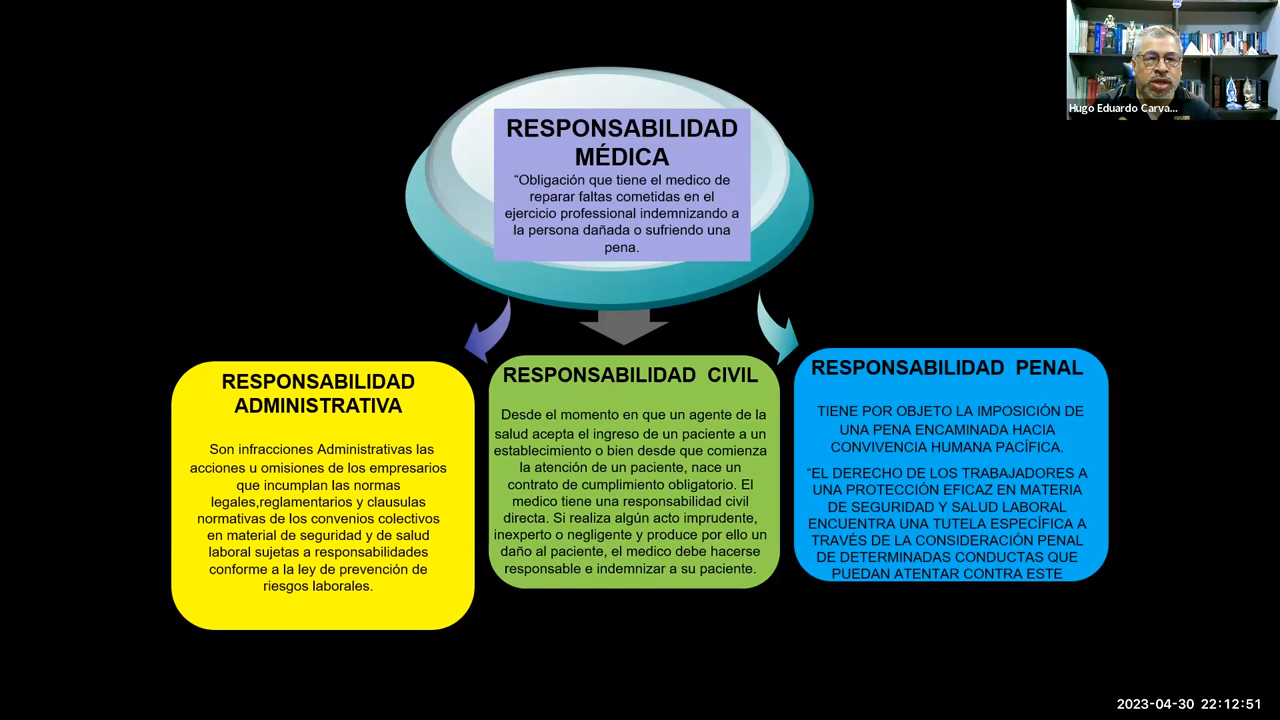 Hugo Eduardo Carva...
RESPONSABILIDAD
MÉDICA
“Obligación que tiene el medico de
reparar faltas cometidas en el
ejercicio professional indemnizando a
la persona dañada o sufriendo una
pena.
RESPONSABILIDAD
ADMINISTRATIVA
Son infracciones Administrativas las
acciones u omisiones de los empresarios
que incumplan las normas
legales,reglamentarios y clausulas
normativas de los convenios colectivos
en material de seguridad y de salud
laboral sujetas a responsabilidades
conforme a la ley de prevención de
riesgos laborales.
RESPONSABILIDAD CIVIL
Desde el momento en que un agente de la
salud acepta el ingreso de un paciente a un
establecimiento o bien desde que comienza
la atención de un paciente, nace un
contrato de cumplimiento obligatorio. El
medico tiene una responsabilidad civil
directa. Si realiza algún acto imprudente,
inexperto o negligente y produce por ello un
daño al paciente, el medico debe hacerse
responsable e indemnizar a su paciente.
RESPONSABILIDAD PENAL
TIENE POR OBJETO LA IMPOSICIÓN DE
UNA PENA ENCAMINADA HACIA
CONVIVENCIA HUMANA PACÍFICA.
“EL DERECHO DE LOS TRABAJADORES A
UNA PROTECCIÓN EFICAZ EN MATERIA
DE SEGURIDAD Y SALUD LABORAL
ENCUENTRA UNA TUTELA ESPECÍFICA A
TRAVÉS DE LA CONSIDERACIÓN PENAL
DE DETERMINADAS CONDUCTAS QUE
PUEDAN ATENTAR CONTRA ESTE
2023-04-30 22:12:51